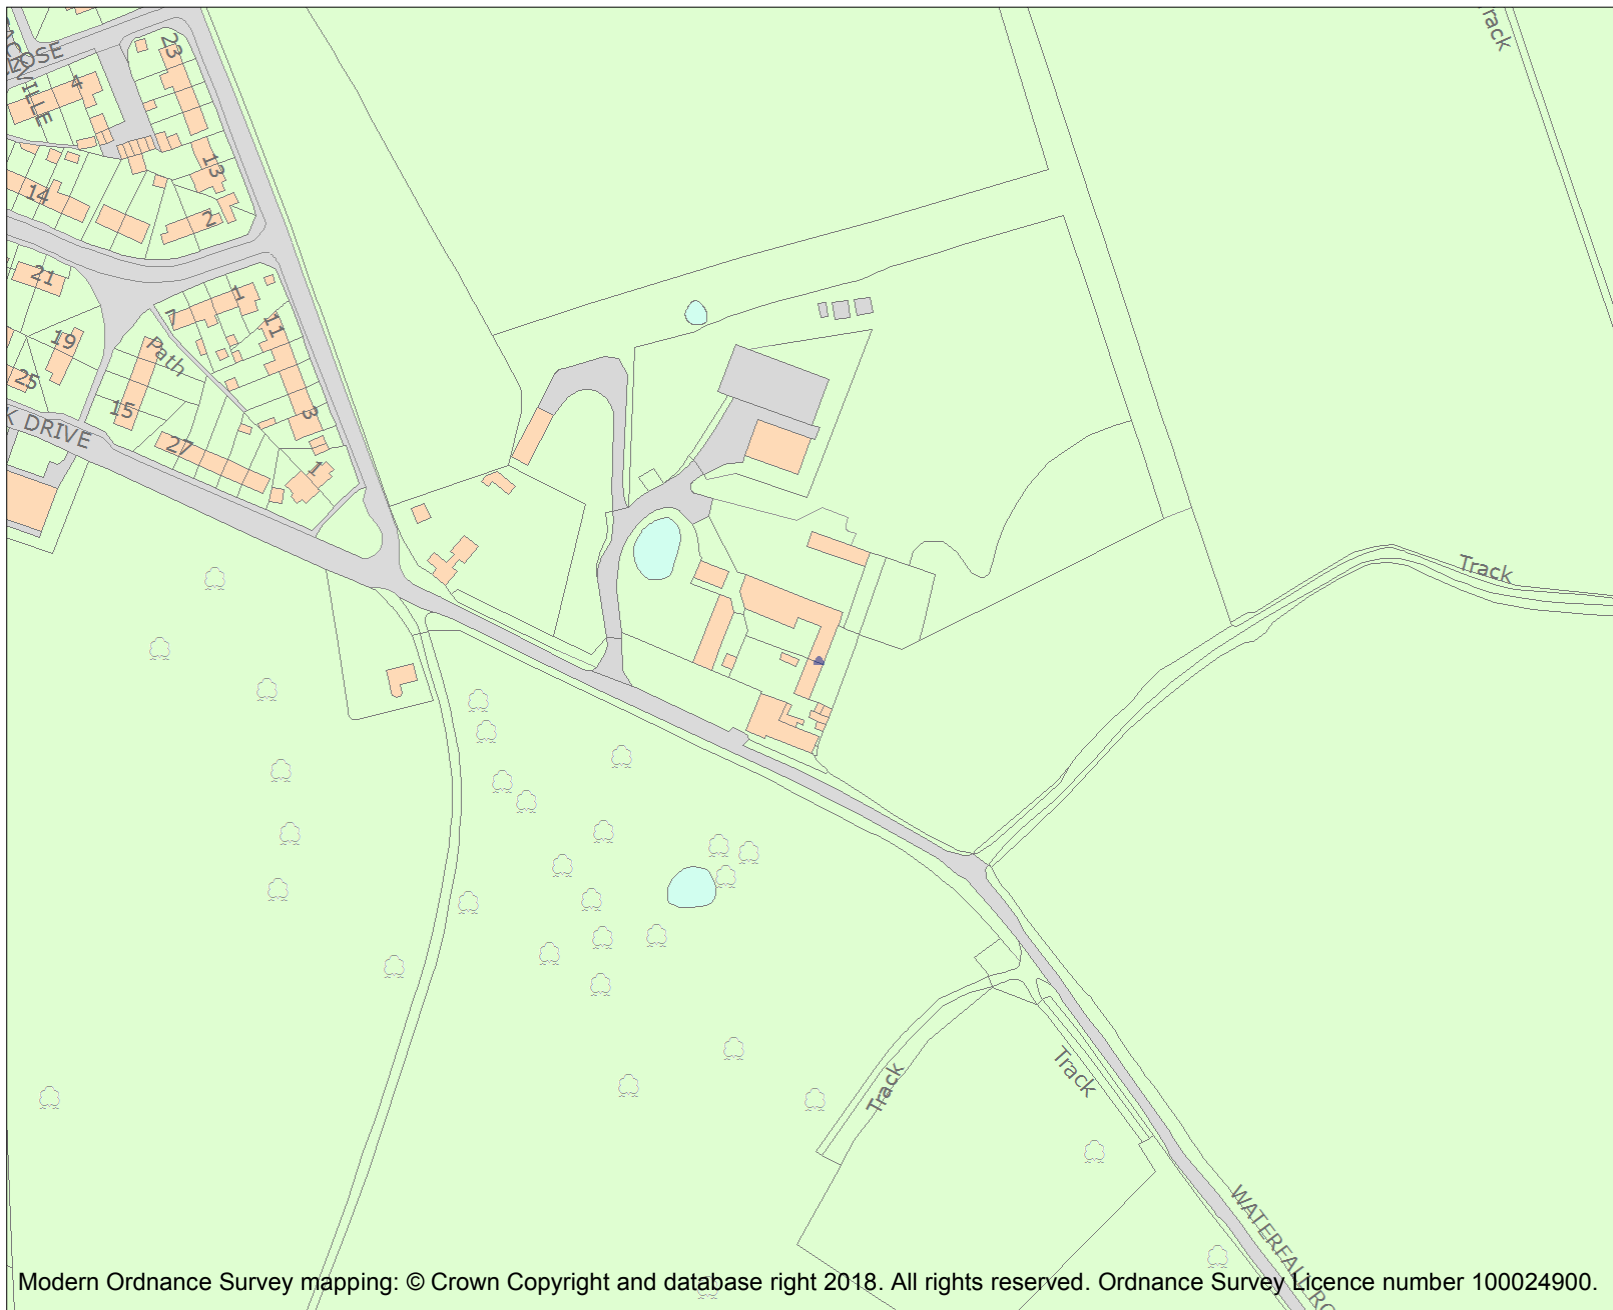 Track
CLOSE
VILLE
23
4
13
14
2
21
1
7
11
19
Path
25
15
3
K DRIVE
27
1
Track
Track
Track
WATERFALL RO
Modern Ordnance Survey mapping: © Crown Copyright and database right 2018. All rights reserved. Ordnance Survey Licence number 100024900.